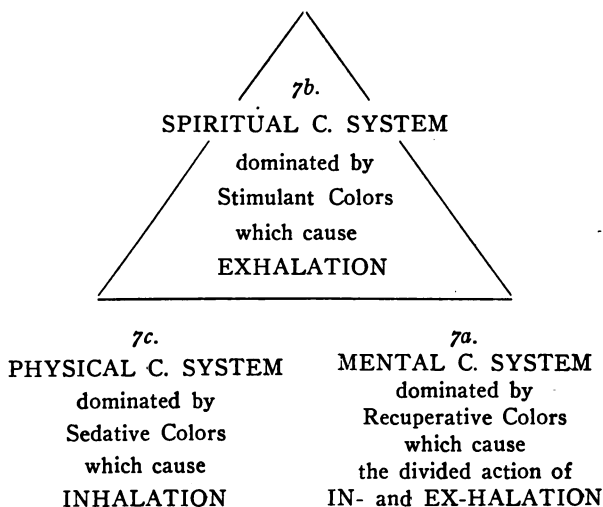 7b.
SPIRITUAL C. SYSTEM
dominated by
Stimulant Colors
which cause
EXHALATION
7c.
PHYSICAL C. SYSTEM
dominated by
Sedative Colors
which cause
INHALATION
7a.
MENTAL C. SYSTEM
dominated by
Recuperative Colors
which cause
the divided action of
IN- and EX-HALATION